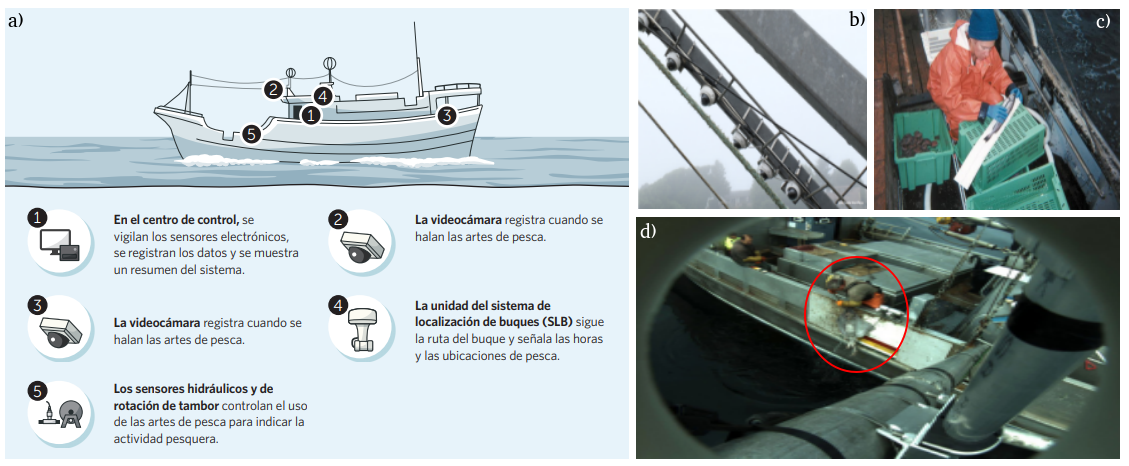 a)
2
4
1
3
5
1
En el centro de control, se
vigilan los sensores electrónicos,
se registran los datos y se muestra
un resumen del sistema.
2
La videocámara registra cuando se
halan las artes de pesca.
3
La videocámara registra cuando se
halan las artes de pesca.
4
La unidad del sistema de
localización de buques (SLB) sigue
la ruta del buque y señala las horas
y las ubicaciones de pesca.
5
Los sensores hidráulicos y de
rotación de tambor controlan el uso
de las artes de pesca para indicar la
actividad pesquera.
b)
c)
d)